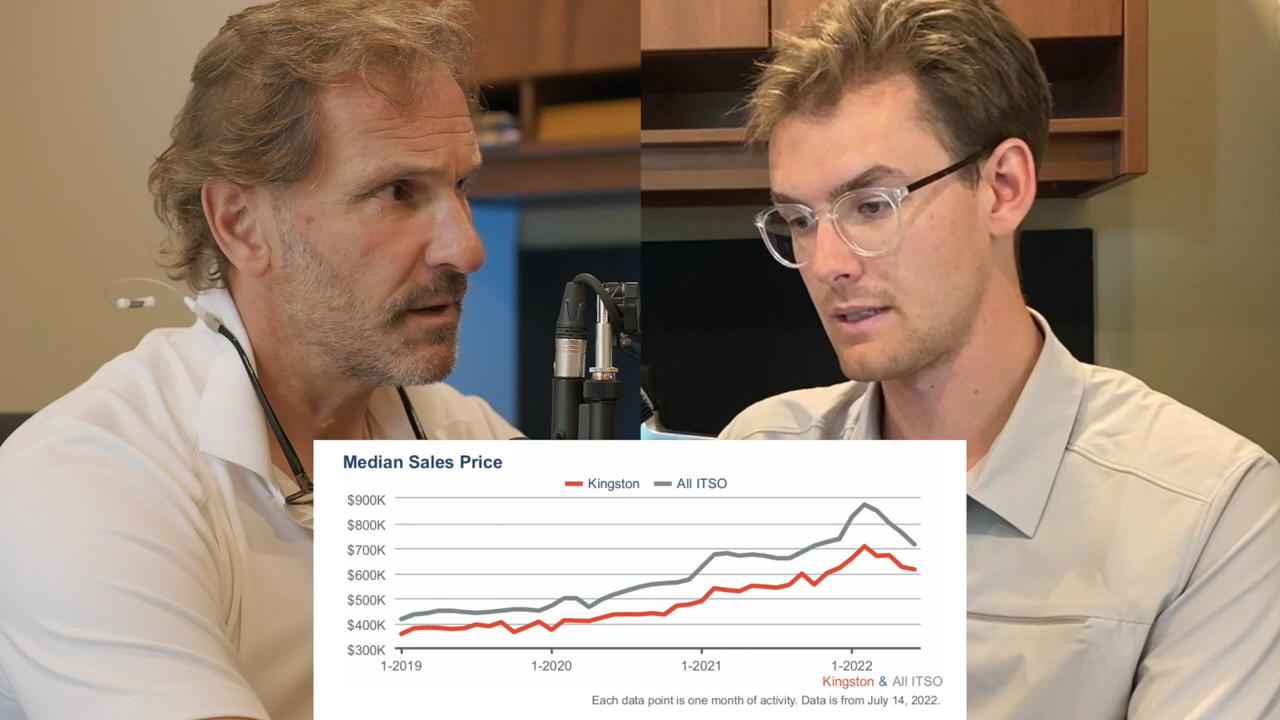 Median Sales Price
Kingston All ITSO
$900K
$800K
$700K
$600K
$500K
$400K
$300K
1-2019 1-2020 1-2021 1-2022
Kingston & All ITSO
Each data point is one month of activity. Data is from July 14, 2022.